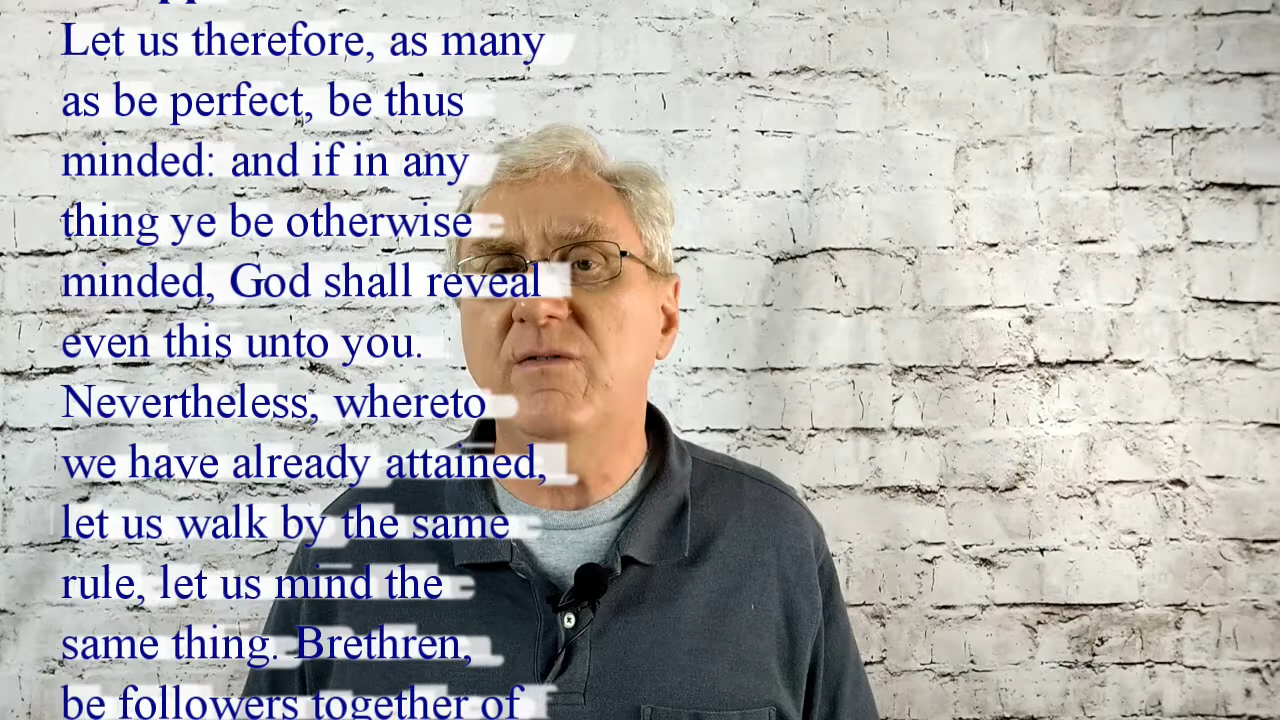 Let us therefore, as many
as be perfect, be thus
minded: and if in any
thing ye be otherwise
minded, God shall reveal
even this unto you.
Nevertheless, whereto
we have already attained,
let us walk by the same
rule, let us mind the
same thing. Brethren,
be followers together of